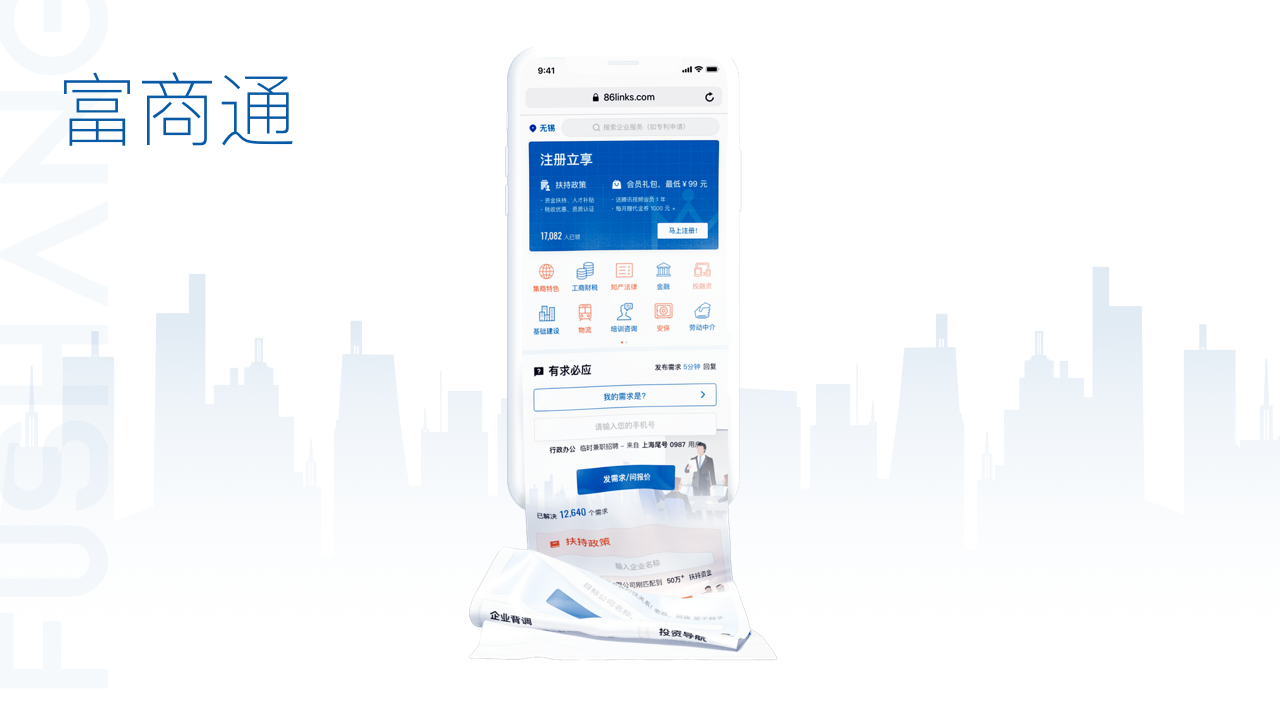 FUSHANG
富商通
9:41
86links.com
无锡
搜索企业服务（如专利申请）
注册立享
扶持政策
会员礼包，最低￥99 元
· 资金扶持、人才补贴
· 送腾讯视频会员 1 年
· 税收优惠、资质认证
· 每月赠代金券 1000 元 +
17,082 人已领
马上注册！
集商特色 工商财税 知产法律 金融 投融资
基础建设 物流 培训咨询 安保 劳动中介
有求必应
发布需求 5分钟 回复
我的需求是?
请输入您的手机号
行政办公 临时兼职招聘 – 来自 上海尾号 0987 用
发需求/问报价
已解决 12,640 个需求
扶持政策
输入企业名称
公司刚匹配到 50万+ 扶持资金
目标公司名称
企业背调
投资导航